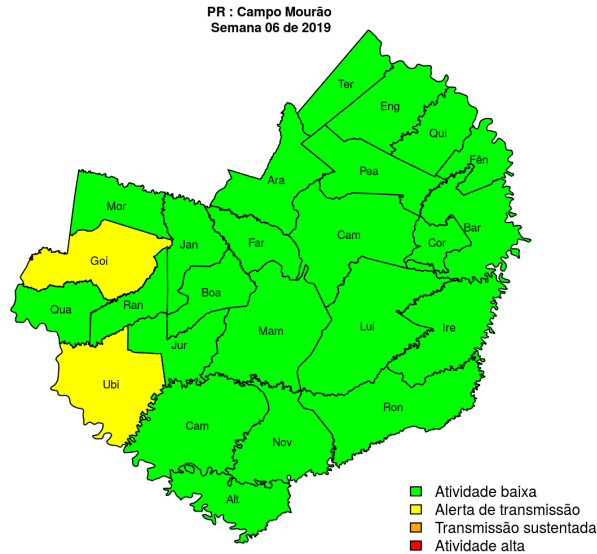 PR : Campo Mourão
Semana 06 de 2019
Ter
Eng
Qui
Fên
Pea
Ara
Mor
Cam
Bar
Jan
Far
Cor
Goi
Boa
Qua
Ran
Mam
Lui
Ire
Jur
Ubi
Ron
Cam
Nov
Alt
Atividade baixa
Alerta de transmissão
Transmissão sustentada
Atividade alta